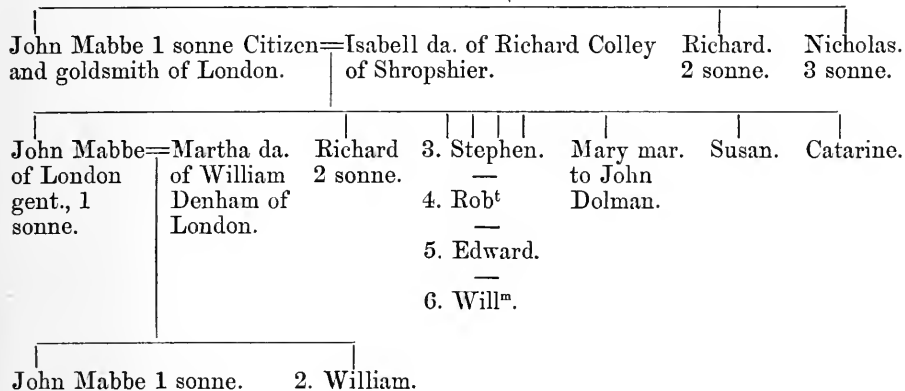 John Mabbe 1 sonne Citizen=Isabell da. of Richard Colley Richard. Nicholas.
and goldsmith of London. of Shropshier. 2 sonne. 3 sonne.
John Mabbe=Martha da. Richard 3. Stephen. Mary mar. Susan. Catarine.
of London of William 2 sonne. — to John
gent., 1 Denham of 4. Robᵗ Dolman.
sonne. London. —
5. Edward.
—
6. Willᵐ.
John Mabbe 1 sonne. 2. William.